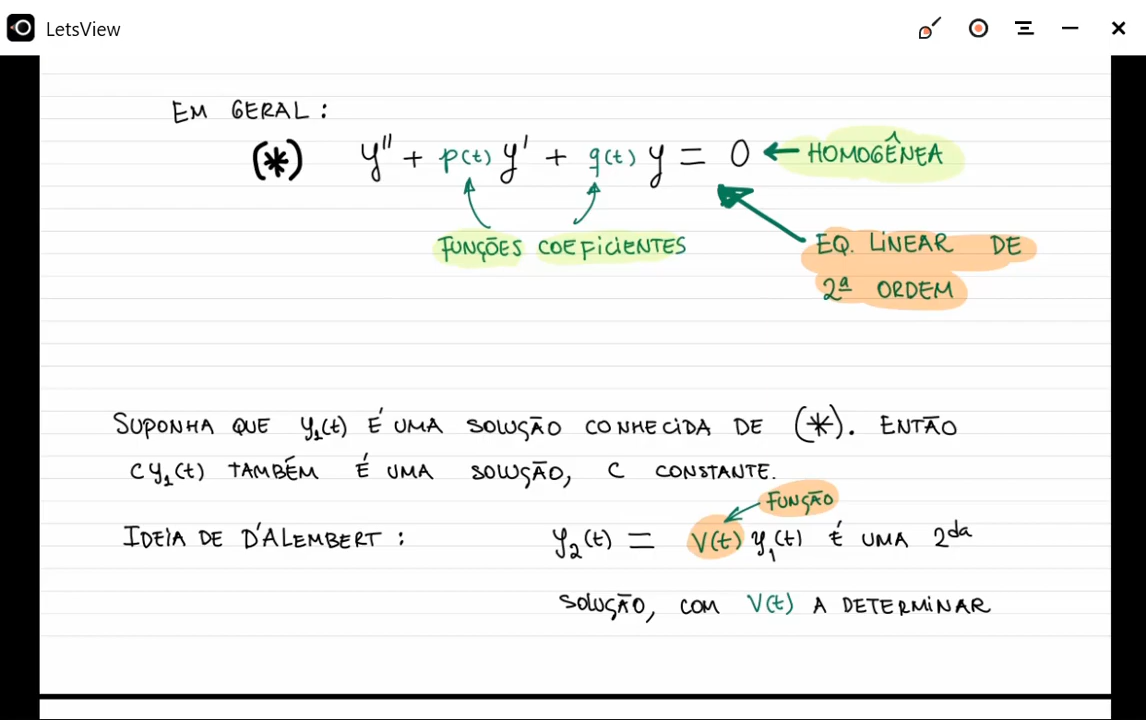 LetsView
EM GERAL :
(*) y'' + p(t) y' + q(t) y = 0 ← HOMOGÊNEA
FUNÇÕES COEFICIENTES
EQ. LINEAR DE
2ª ORDEM
SUPONHA QUE y₁(t) É UMA SOLUÇÃO CONHECIDA DE (*). ENTÃO
C y₁(t) TAMBÉM É UMA SOLUÇÃO, C CONSTANTE.
FUNÇÃO
IDEIA DE D'ALEMBERT : y₂(t) = V(t) y₁(t) É UMA 2da
SOLUÇÃO, COM V(t) A DETERMINAR